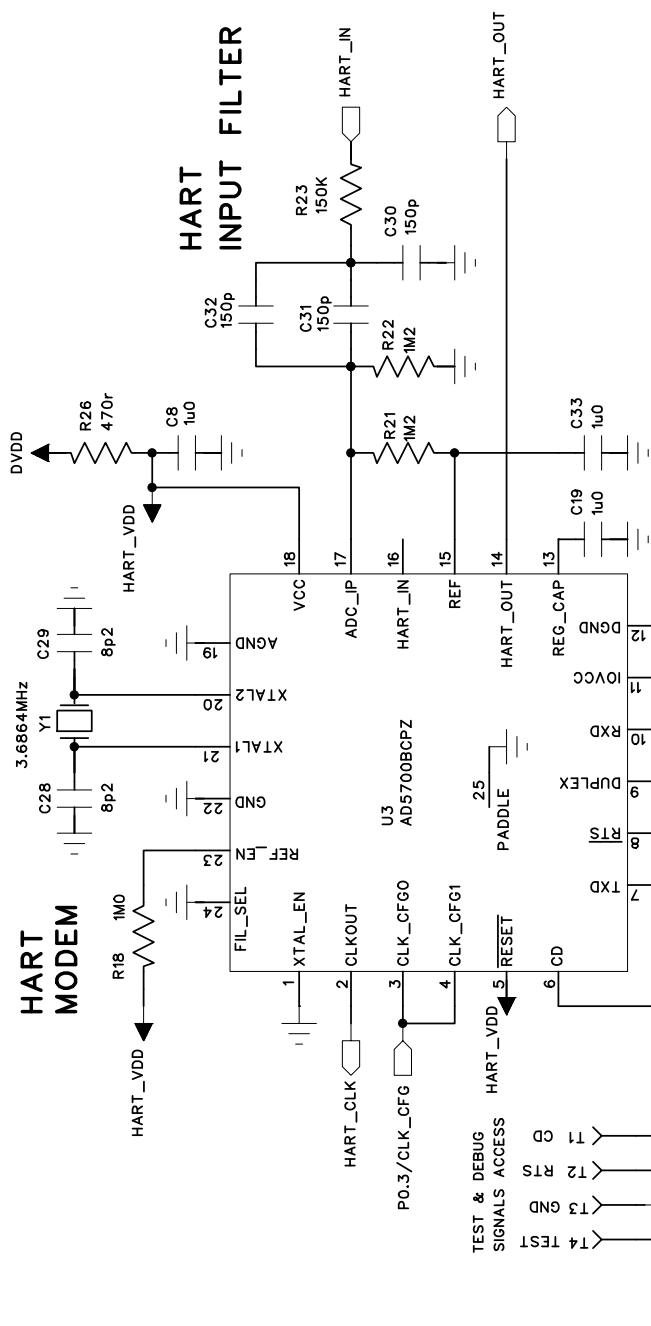 HART
INPUT FILTER
HART_IN
HART_OUT
R23
150K
C30
150p
C32
150p
C31
150p
R22
1M2
R21
1M2
C33
1u0
C19
1u0
DVDD
R26
470r
C8
1u0
HART_VDD
18
VCC
17
ADC_IP
16
HART_IN
15
REF
14
HART_OUT
13
REG_CAP
3.6864MHz
Y1
C29
8p2
C28
8p2
19
AGND
20
XTAL2
21
XTAL1
22
GND
23
REF_EN
24
FIL_SEL
U3
AD5700BCPZ
25
PADDLE
12
DGND
11
IOVCC
10
RXD
9
DUPLEX
8
RTS
7
TXD
HART
MODEM
R18
1M0
HART_VDD
1
XTAL_EN
2
CLKOUT
3
CLK_CFG0
4
CLK_CFG1
5
RESET
6
CD
HART_CLK
P0.3/CLK_CFG
HART_VDD
TEST & DEBUG
SIGNALS ACCESS
T1 CD
T2 RTS
T3 GND
T4 TEST